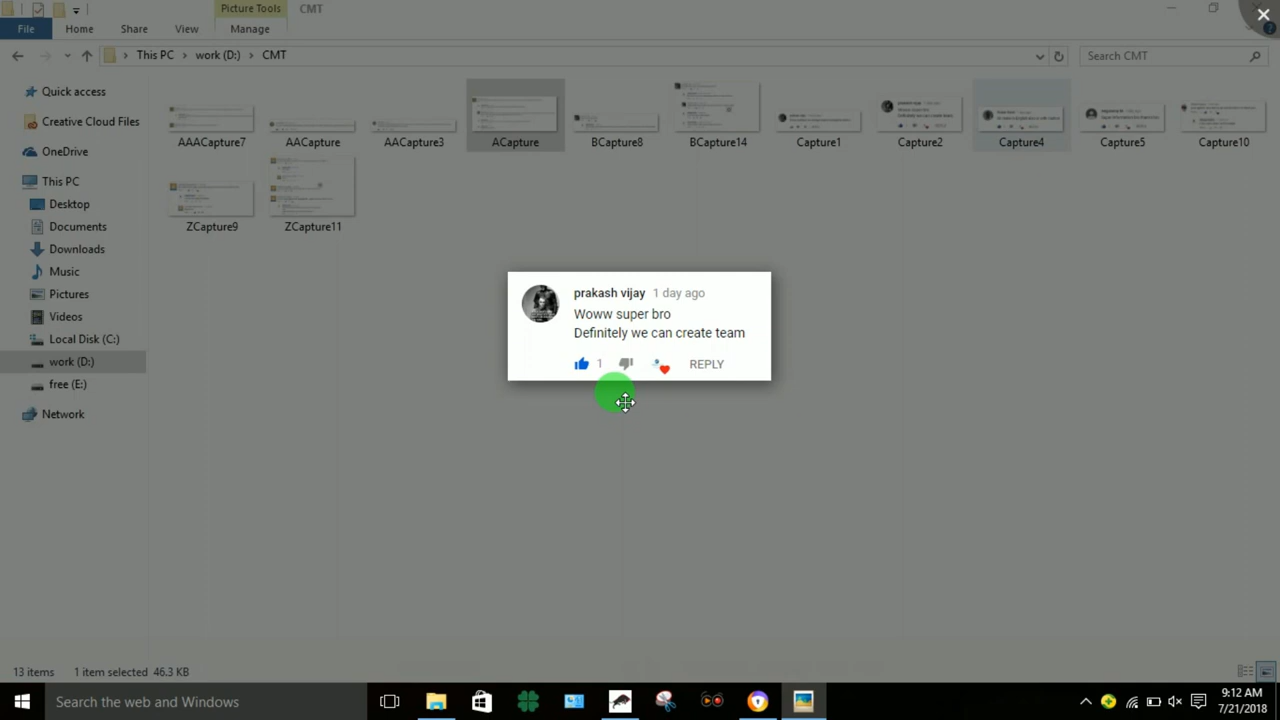 Picture Tools
CMT
File
Home
Share
View
Manage
This PC
work (D:)
CMT
Search CMT
Quick access
Creative Cloud Files
OneDrive
This PC
Desktop
Documents
Downloads
Music
Pictures
Videos
Local Disk (C:)
work (D:)
free (E:)
Network
AAACapture7
AACapture
AACapture3
ACapture
BCapture8
BCapture14
Capture1
Capture2
Capture4
Capture5
Capture10
ZCapture9
ZCapture11
prakash vijay 1 day ago
Woww super bro
Definitely we can create team
1
REPLY
13 items
1 item selected 46.3 KB
Search the web and Windows
9:12 AM
7/21/2018